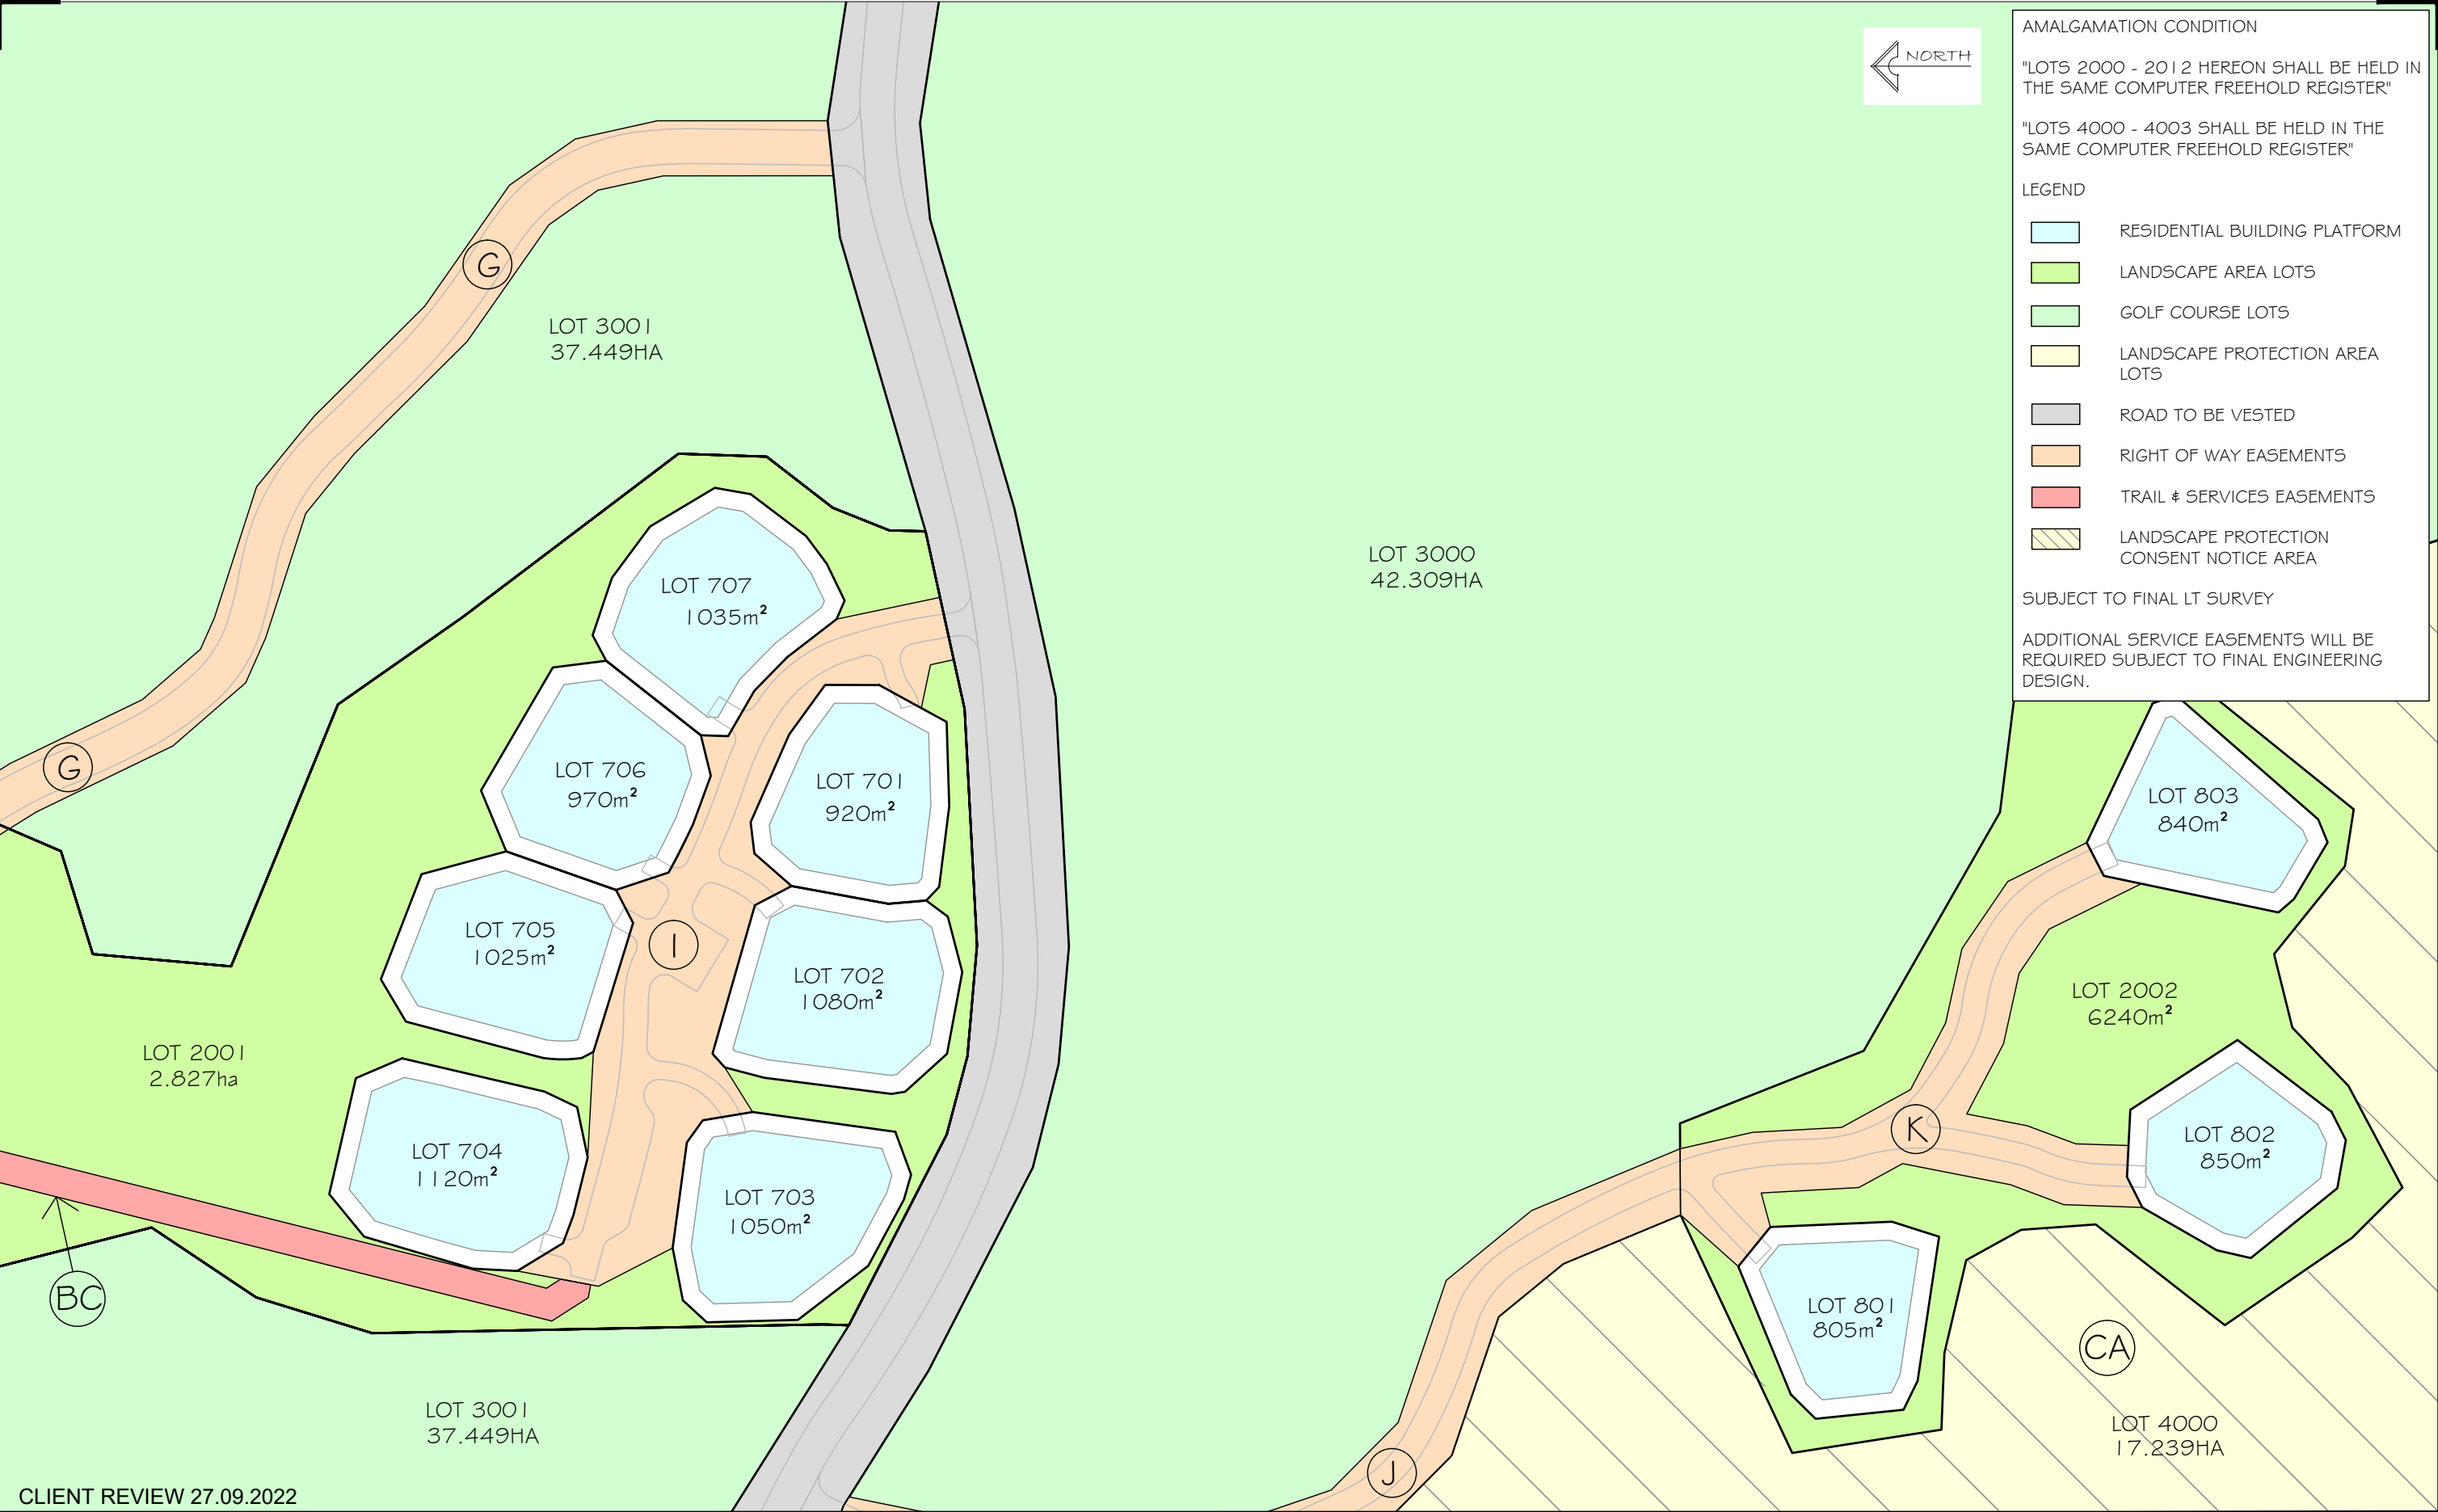 NORTH
AMALGAMATION CONDITION
"LOTS 2000 - 2012 HEREON SHALL BE HELD IN
THE SAME COMPUTER FREEHOLD REGISTER"
"LOTS 4000 - 4003 SHALL BE HELD IN THE
SAME COMPUTER FREEHOLD REGISTER"
LEGEND
RESIDENTIAL BUILDING PLATFORM
LANDSCAPE AREA LOTS
GOLF COURSE LOTS
LANDSCAPE PROTECTION AREA
LOTS
ROAD TO BE VESTED
RIGHT OF WAY EASEMENTS
TRAIL & SERVICES EASEMENTS
LANDSCAPE PROTECTION
CONSENT NOTICE AREA
SUBJECT TO FINAL LT SURVEY
ADDITIONAL SERVICE EASEMENTS WILL BE
REQUIRED SUBJECT TO FINAL ENGINEERING
DESIGN.
G
LOT 3001
37.449HA
LOT 3000
42.309HA
LOT 707
1035m²
G
LOT 706
970m²
LOT 701
920m²
LOT 803
840m²
LOT 705
1025m²
I
LOT 702
1080m²
LOT 2002
6240m²
LOT 2001
2.827ha
LOT 704
1120m²
LOT 703
1050m²
K
LOT 802
850m²
BC
LOT 801
805m²
CA
LOT 3001
37.449HA
J
LOT 4000
17.239HA
CLIENT REVIEW 27.09.2022